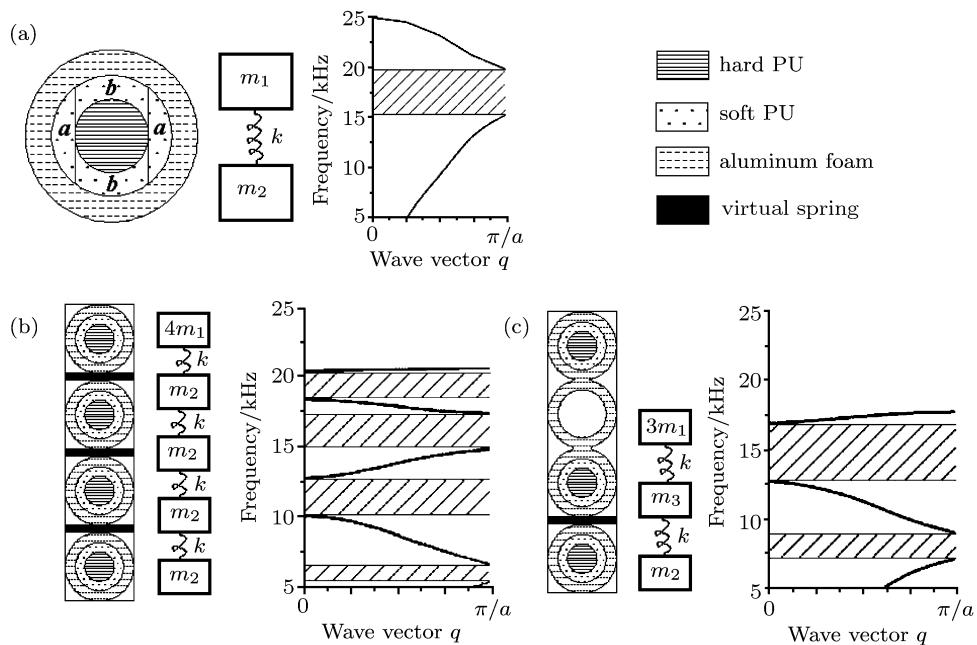 (a)
b
a
a
b
m₁
k
m₂
Frequency/kHz
25
20
15
10
5
0
π/a
Wave vector q
hard PU
soft PU
aluminum foam
virtual spring
(b)
4m₁
k
m₂
k
m₂
k
m₂
k
m₂
Frequency/kHz
25
20
15
10
5
0
π/a
Wave vector q
(c)
3m₁
k
m₃
k
m₂
Frequency/kHz
25
20
15
10
5
0
π/a
Wave vector q